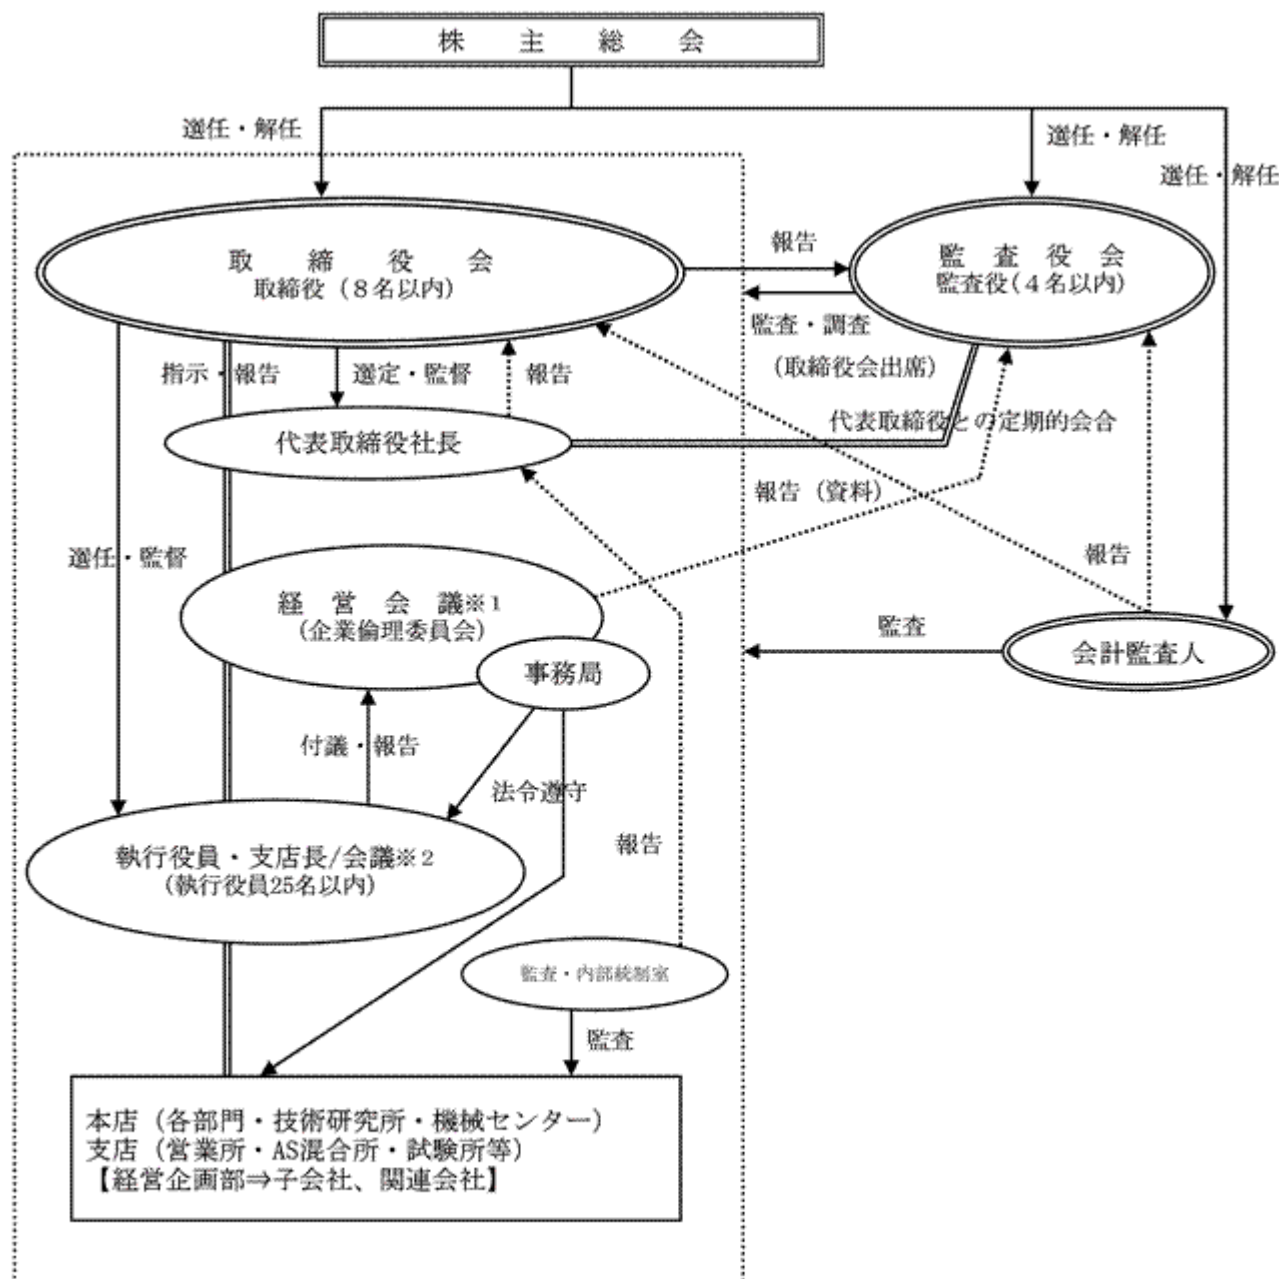 株 主 総 会
選任・解任
選任・解任
選任・解任
取 締 役 会
取締役（８名以内）
報告
監 査 役 会
監査役（４名以内）
監査・調査
（取締役会出席）
指示・報告
選定・監督
報告
代表取締役社長
代表取締役との定期的会合
報告（資料）
選任・監督
報告
経 営 会 議※１
（企業倫理委員会）
事務局
監査
会計監査人
付議・報告
法令遵守
報告
執行役員・支店長/会議※２
（執行役員25名以内）
監査・内部統制室
監査
本店（各部門・技術研究所・機械センター）
支店（営業所・AS混合所・試験所等）
【経営企画部⇒子会社、関連会社】